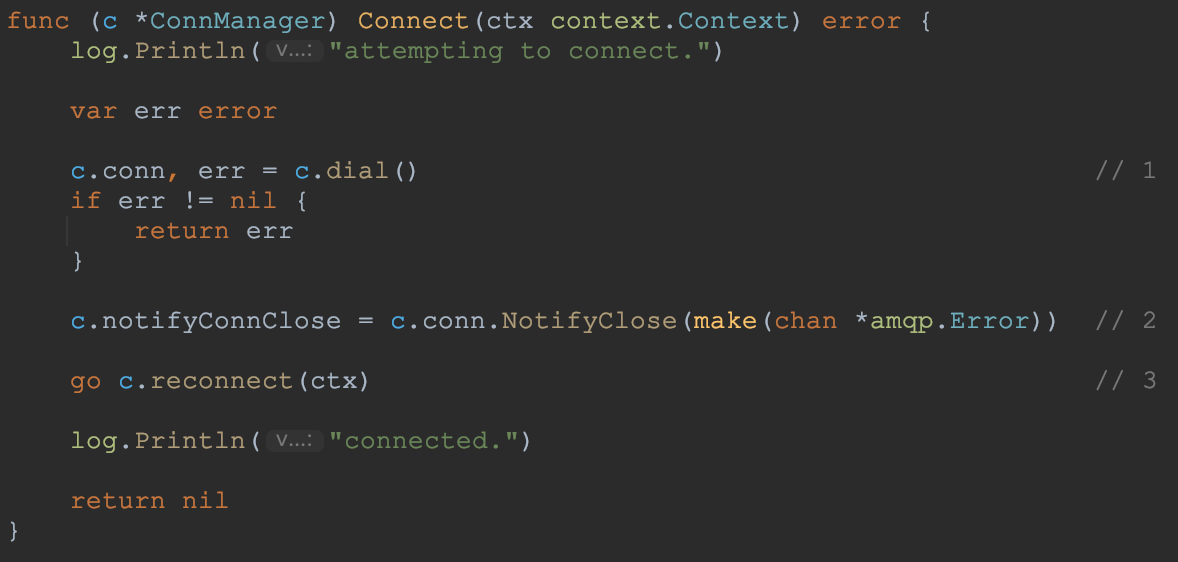 func (c *ConnManager) Connect(ctx context.Context) error {
    log.Println( v...: "attempting to connect.")

    var err error

    c.conn, err = c.dial()                                           // 1
    if err != nil {
        return err
    }

    c.notifyConnClose = c.conn.NotifyClose(make(chan *amqp.Error))   // 2

    go c.reconnect(ctx)                                              // 3

    log.Println( v...: "connected.")

    return nil
}